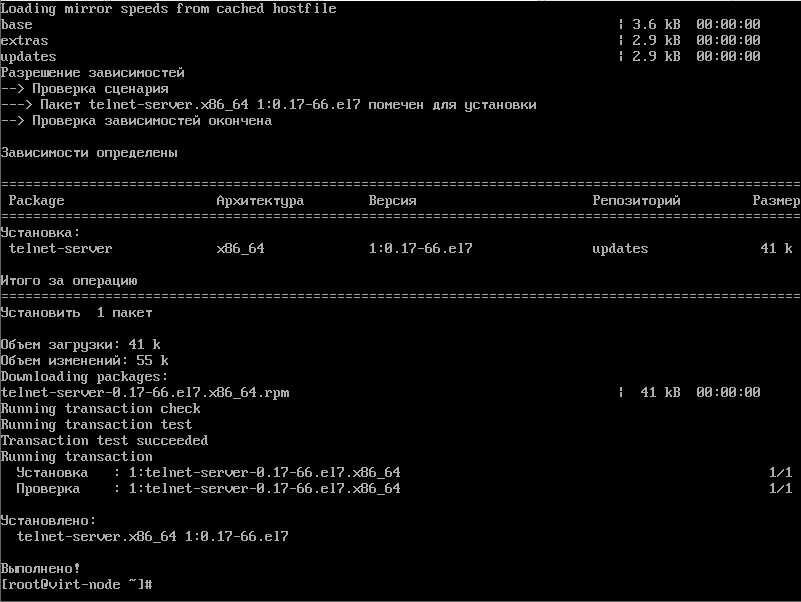 Loading mirror speeds from cached hostfile
base | 3.6 kB 00:00:00
extras | 2.9 kB 00:00:00
updates | 2.9 kB 00:00:00
Разрешение зависимостей
--> Проверка сценария
---> Пакет telnet-server.x86_64 1:0.17-66.el7 помечен для установки
--> Проверка зависимостей окончена
Зависимости определены
================================================================================
Package Архитектура Версия Репозиторий Размер
================================================================================
Установка:
telnet-server x86_64 1:0.17-66.el7 updates 41 k
Итого за операцию
================================================================================
Установить 1 пакет
Объем загрузки: 41 k
Объем изменений: 55 k
Downloading packages:
telnet-server-0.17-66.el7.x86_64.rpm | 41 kB 00:00:00
Running transaction check
Running transaction test
Transaction test succeeded
Running transaction
Установка : 1:telnet-server-0.17-66.el7.x86_64 1/1
Проверка : 1:telnet-server-0.17-66.el7.x86_64 1/1
Установлено:
telnet-server.x86_64 1:0.17-66.el7
Выполнено!
[root@virt-node ~]#